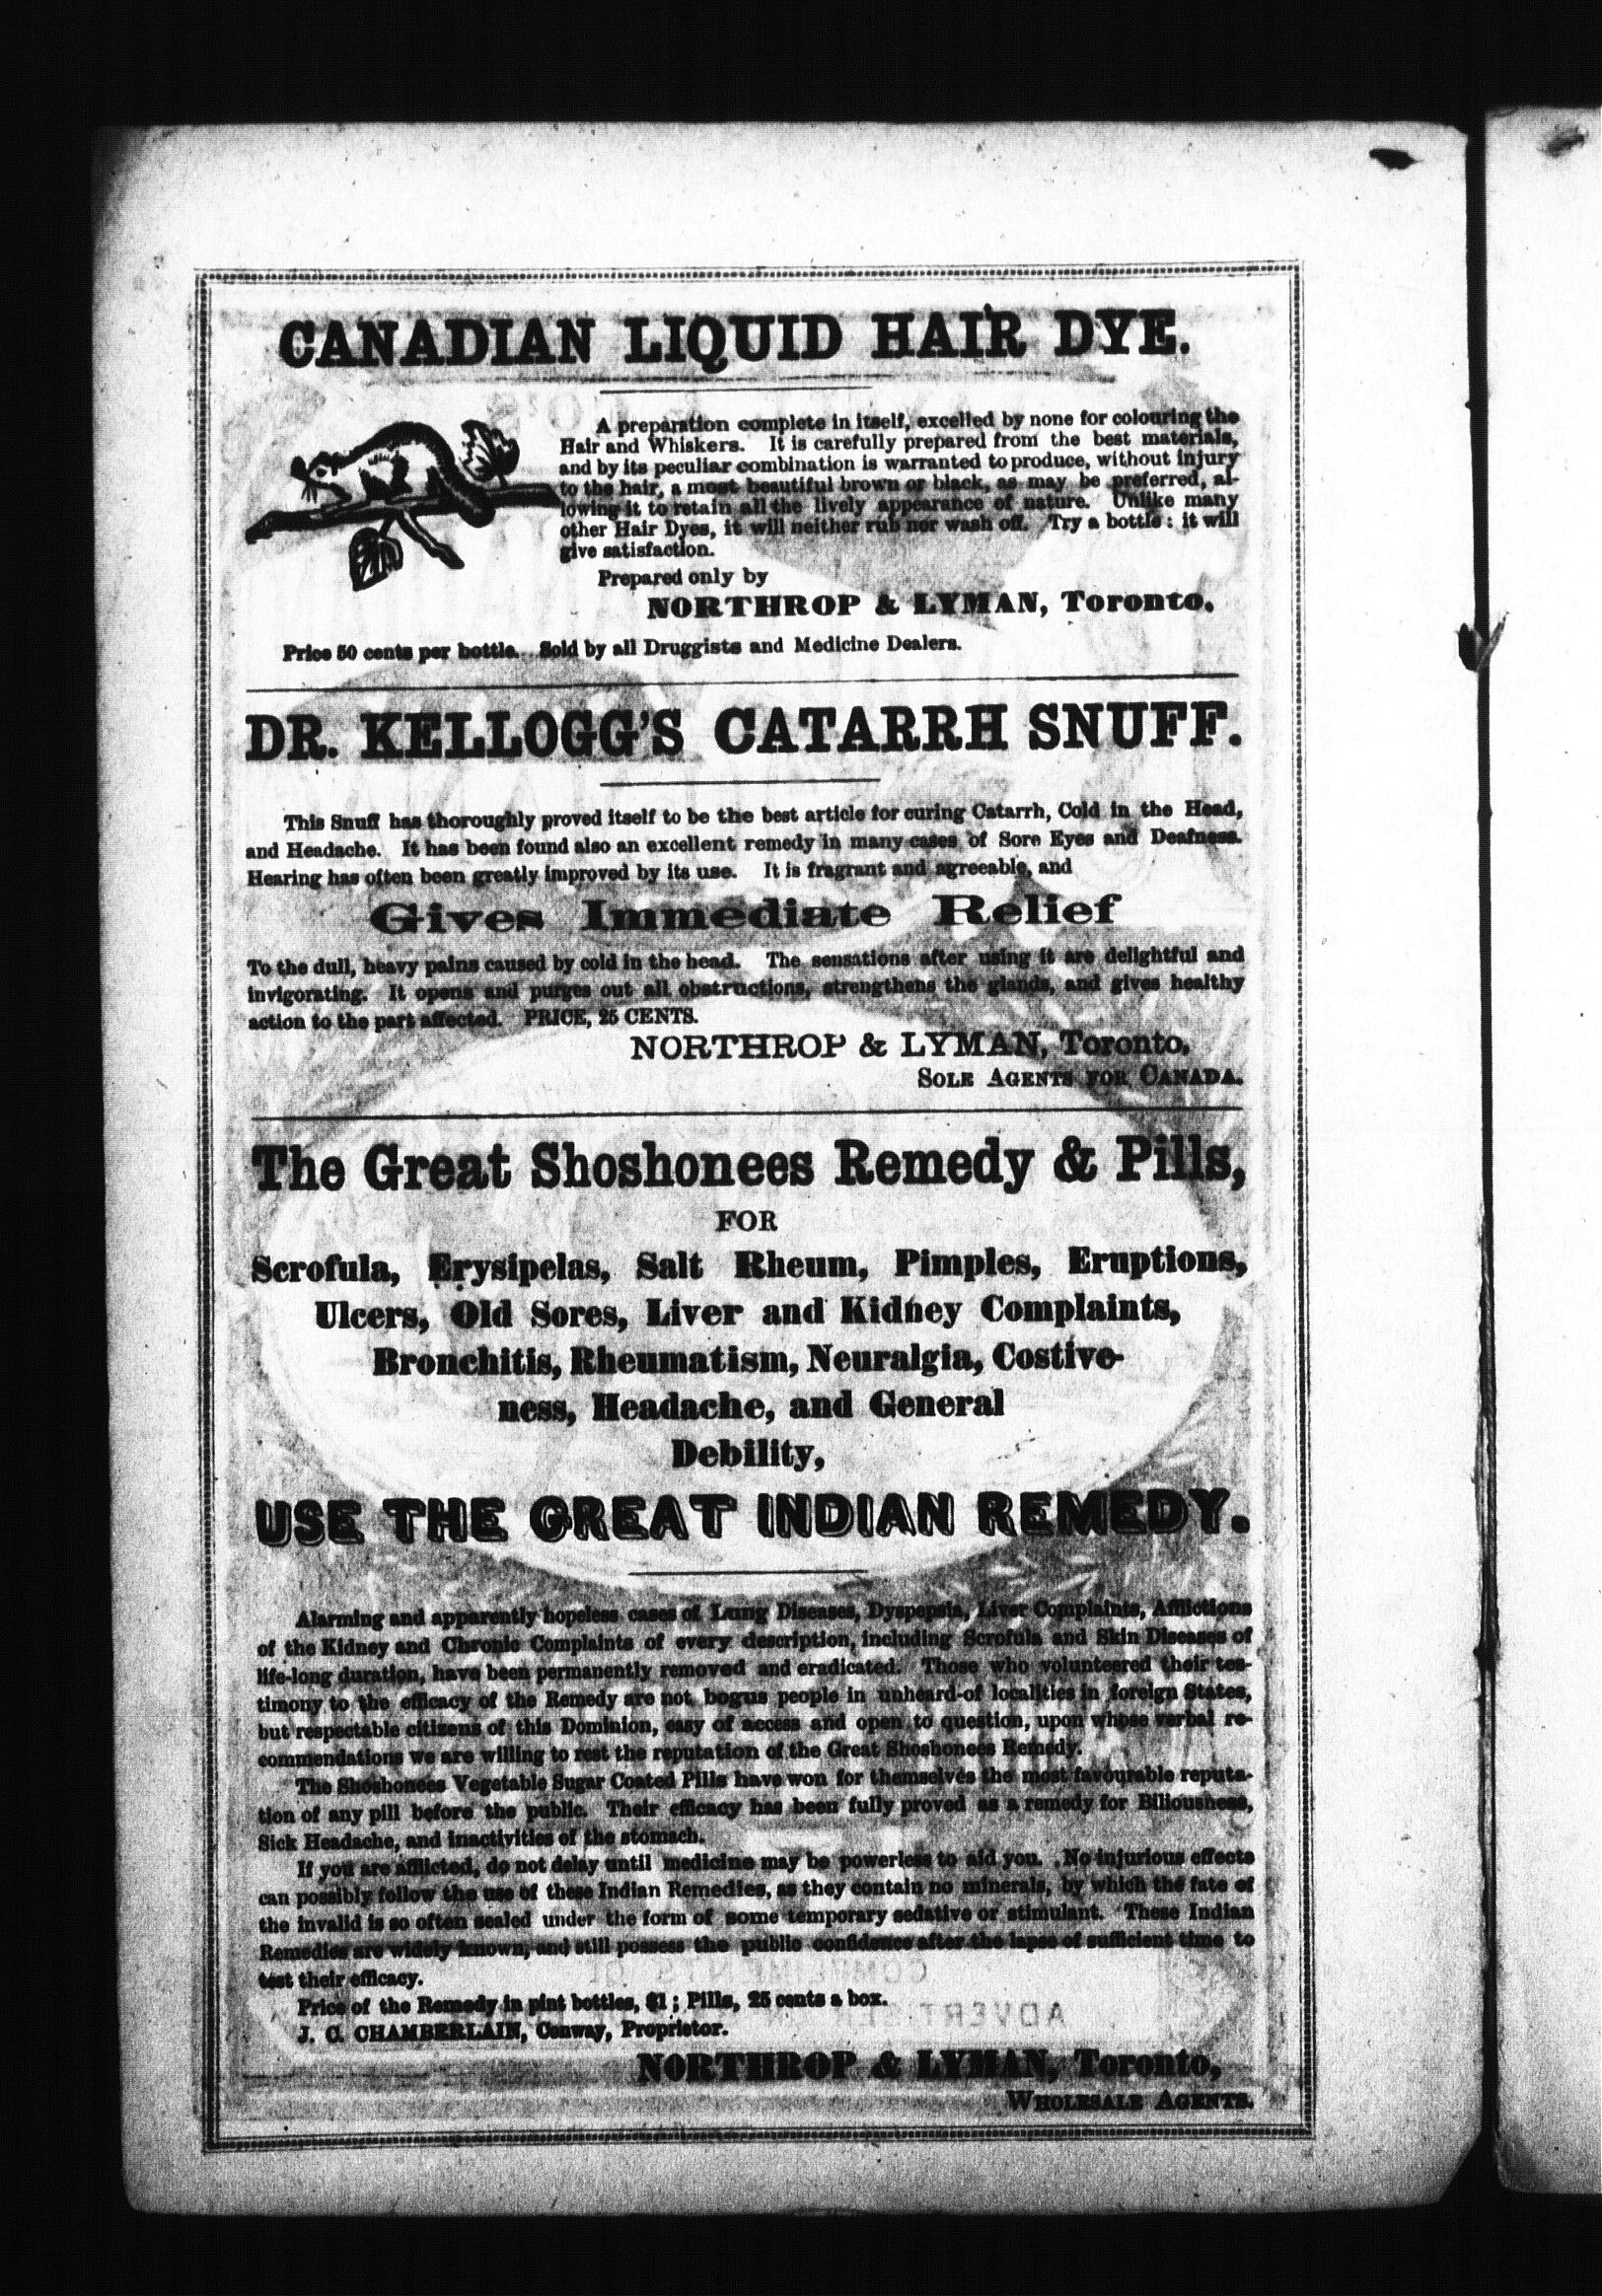 CANADIAN LIQUID HAIR DYE.
A preparation complete in itself, excelled by none for colouring the
Hair and Whiskers. It is carefully prepared from the best materials,
and by its peculiar combination is warranted to produce, without injury
to the hair, a most beautiful brown or black, as may be preferred, al-
lowing it to retain all the lively appearance of nature. Unlike many
other Hair Dyes, it will neither rub nor wash off. Try a bottle: it will
give satisfaction.
Prepared only by
NORTHROP & LYMAN, Toronto.
Price 50 cents per bottle. Sold by all Druggists and Medicine Dealers.
DR. KELLOGG'S CATARRH SNUFF.
This Snuff has thoroughly proved itself to be the best article for curing Catarrh, Cold in the Head,
and Headache. It has been found also an excellent remedy in many cases of Sore Eyes and Deafness.
Hearing has often been greatly improved by its use. It is fragrant and agreeable, and
Gives Immediate Relief
To the dull, heavy pains caused by cold in the head. The sensations after using it are delightful and
invigorating. It opens and purges out all obstructions, strengthens the glands, and gives healthy
action to the part affected. PRICE, 25 CENTS.
NORTHROP & LYMAN, Toronto,
SOLE AGENTS FOR CANADA.
The Great Shoshonees Remedy & Pills,
FOR
Scrofula, Erysipelas, Salt Rheum, Pimples, Eruptions,
Ulcers, Old Sores, Liver and Kidney Complaints,
Bronchitis, Rheumatism, Neuralgia, Costive-
ness, Headache, and General
Debility,
USE THE GREAT INDIAN REMEDY.
Alarming and apparently hopeless cases of Lung Diseases, Dyspepsia, Liver Complaints, Afflictions
of the Kidney and Chronic Complaints of every description, including Scrofula and Skin Diseases of
life-long duration, have been permanently removed and eradicated. Those who volunteered their tes-
timony to the efficacy of the Remedy are not bogus people in unheard-of localities in foreign States,
but respectable citizens of this Dominion, easy of access and open to question, upon whose verbal re-
commendations we are willing to rest the reputation of the Great Shoshonees Remedy.
The Shoshonees Vegetable Sugar Coated Pills have won for themselves the most favourable reputa-
tion of any pill before the public. Their efficacy has been fully proved as a remedy for Biliousness,
Sick Headache, and inactivities of the stomach.
If you are afflicted, do not delay until medicine may be powerless to aid you. No injurious effects
can possibly follow the use of these Indian Remedies, as they contain no minerals, by which the fate of
the invalid is so often sealed under the form of some temporary sedative or stimulant. These Indian
Remedies are widely known, and still possess the public confidence after the lapse of sufficient time to
test their efficacy.
Price of the Remedy in pint bottles, $1; Pills, 25 cents a box.
J. C. CHAMBERLAIN, Conway, Proprietor.
NORTHROP & LYMAN, Toronto,
WHOLESALE AGENTS.